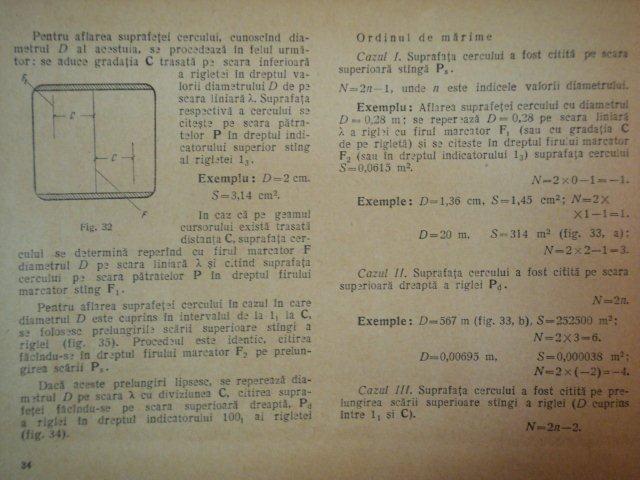 Pentru aflarea suprafeței cercului, cunoscînd dia-
metrul D al acestuia, se procedează în felul urmă-
tor: se aduce gradația C trasată pe scara inferioară
a rigletei în dreptul va-
lorii diametrului D de pe
scara liniară λ. Suprafața
respectivă a cercului se
citește pe scara pătra-
telor P în dreptul indi-
catorului superior stîng
al rigletei 1₃.
Exemplu: D=2 cm.
S=3,14 cm².
In caz că pe geamul
cursorului există trasată
distanța C, suprafața cer-
F₁
C
C
F
Fig. 32
cului se determină reperînd cu firul marcator F
diametrul D pe scara liniară λ și citind suprafața
cercului pe scara pătratelor P în dreptul firului
marcator stîng F₁.
Pentru aflarea suprafeței cercului în cazul în care
diametrul D este cuprins în intervalul de la 1₁ la C,
se folosesc prelungirile scării superioare stîngi a
riglei (fig. 35). Procedeul este identic, citirea
făcîndu-se în dreptul firului marcator F₂ pe prelun-
girea scării Pₛ.
Dacă aceste prelungiri lipsesc, se reperează dia-
metrul D pe scara λ cu diviziunea C, citirea supra-
feței făcîndu-se pe scara superioară dreaptă, P_d
a riglei în dreptul indicatorului 100₁ al rigletei
(fig. 34).
34
Ordinul de mărime
Cazul I. Suprafața cercului a fost citită pe scara
superioară stîngă Pₛ.
N=2n−1, unde n este indicele valorii diametrului.
Exemplu: Aflarea suprafeței cercului cu diametrul
D=0,28 m; se reperează D=0,28 pe scara liniară
λ a riglei cu firul marcator F₁ (sau cu gradația C
de pe rigletă) și se citește în dreptul firului marcator
F₂ (sau în dreptul indicatorului 1₃) suprafața cercului
S=0,0615 m².
N=2×0−1=−1.
Exemple: D=1,36 cm, S=1,45 cm²; N=2×
×1−1=1.
D=20 m, S=314 m² (fig. 33, a);
N=2×2−1=3.
Cazul II. Suprafața cercului a fost citită pe scara
superioară dreaptă a riglei P_d.
N=2n.
Exemple: D=567 m (fig. 33, b), S=252500 m²;
N=2×3=6.
D=0,00695 m, S=0,000038 m²;
N=2×(−2)=−4.
Cazul III. Suprafața cercului a fost citită pe pre-
lungirea scării superioare stîngi a riglei (D cuprins
între 1₁ și C).
N=2n−2.